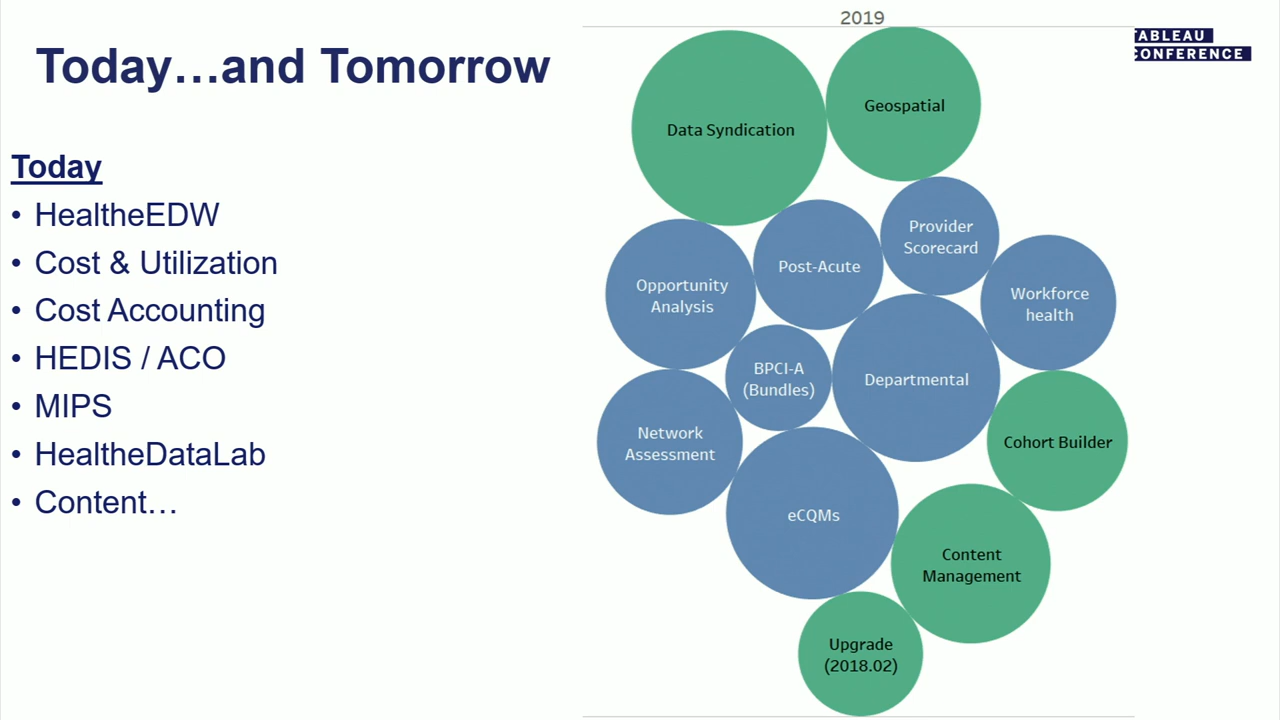 Today…and Tomorrow
Today
• HealtheEDW
• Cost & Utilization
• Cost Accounting
• HEDIS / ACO
• MIPS
• HealtheDataLab
• Content…
2019
TABLEAU
CONFERENCE
Data Syndication
Geospatial
Provider
Scorecard
Post-Acute
Opportunity
Analysis
Workforce
health
BPCI-A
(Bundles)
Departmental
Network
Assessment
Cohort Builder
eCQMs
Content
Management
Upgrade
(2018.02)